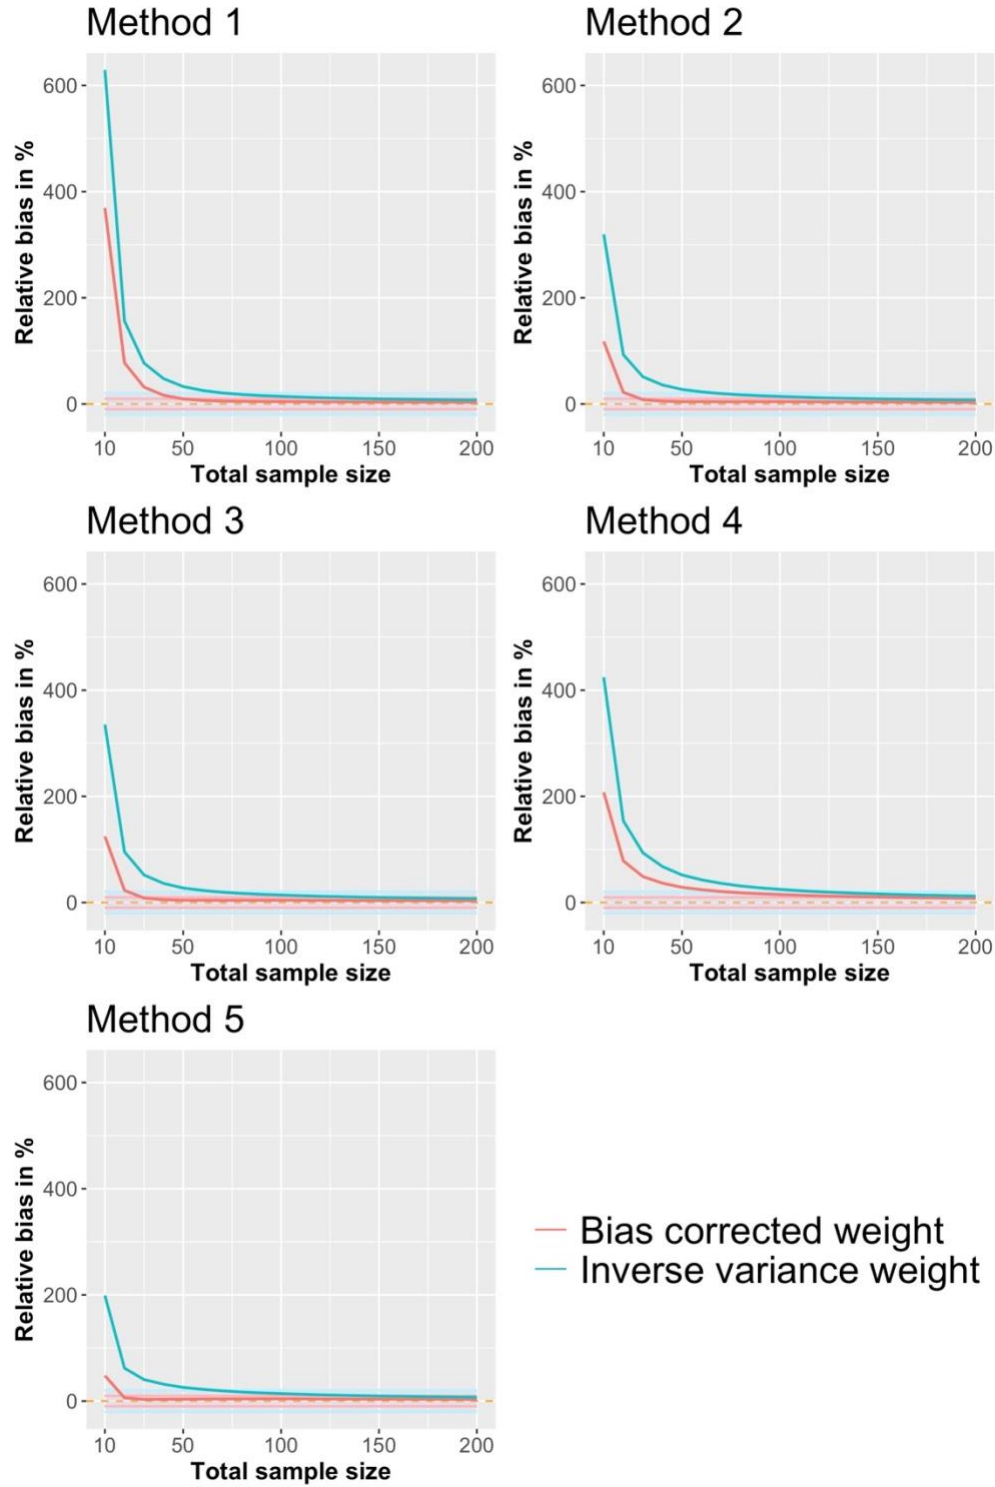 Method 1
Relative bias in %
600
400
200
0
10 50 100 150 200
Total sample size
Method 2
Relative bias in %
600
400
200
0
10 50 100 150 200
Total sample size
Method 3
Relative bias in %
600
400
200
0
10 50 100 150 200
Total sample size
Method 4
Relative bias in %
600
400
200
0
10 50 100 150 200
Total sample size
Method 5
Relative bias in %
600
400
200
0
10 50 100 150 200
Total sample size
Bias corrected weight
Inverse variance weight